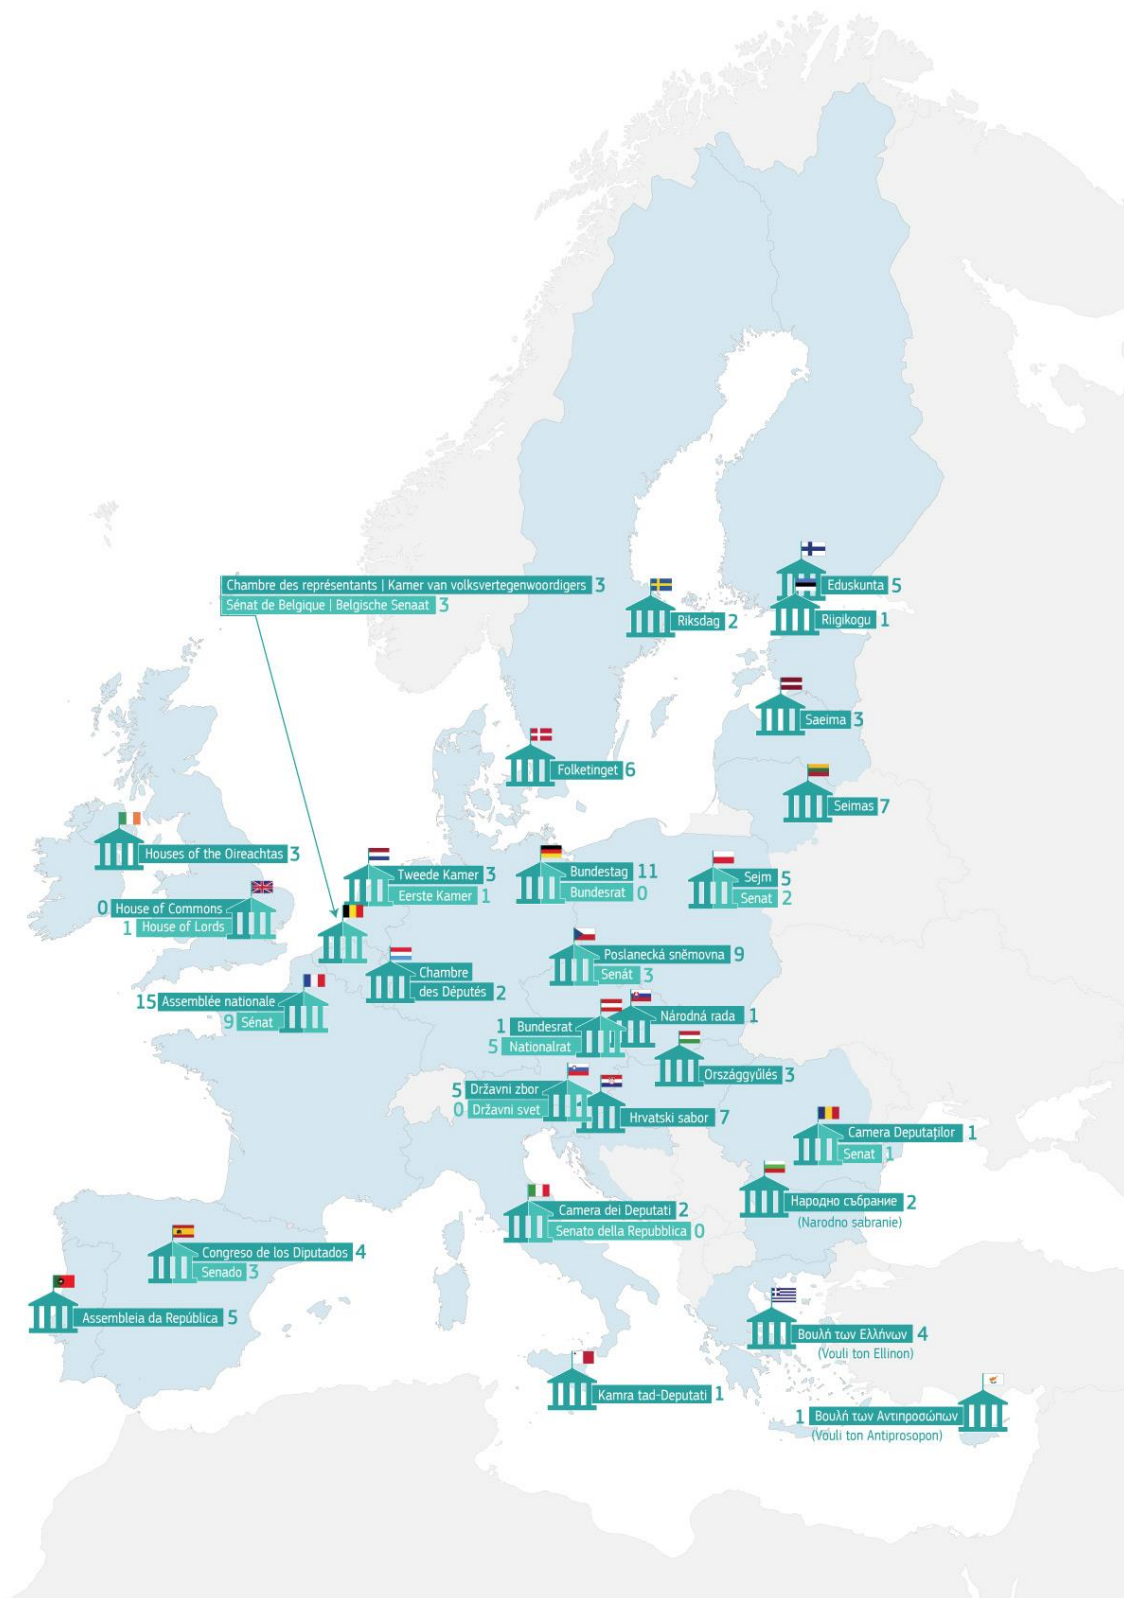 Eduskunta 5
Chambre des représentants | Kamer van volksvertegenwoordigers 3
Sénat de Belgique | Belgische Senaat 3
Riksdag 2
Riigikogu 1
Saeima 3
Folketinget 6
Seimas 7
Houses of the Oireachtas 3
Tweede Kamer 3
Eerste Kamer 1
Bundestag 11
Bundesrat 0
Sejm 5
Senat 2
0 House of Commons
1 House of Lords
Poslanecká sněmovna 9
Senát 3
Chambre
des Députés 2
15 Assemblée nationale
9 Sénat
Národná rada 1
1 Bundesrat
5 Nationalrat
Országgyűlés 3
5 Državni zbor
0 Državni svet
Hrvatski sabor 7
Camera Deputaților 1
Senat 1
Народно събрание 2
(Narodno sabranie)
Camera dei Deputati 2
Senato della Repubblica 0
Congreso de los Diputados 4
Senado 3
Assembleia da República 5
Βουλή των Ελλήνων 4
(Vouli ton Ellinon)
Kamra tad-Deputati 1
1 Βουλή των Αντιπροσώπων
(Vouli ton Antiprosopon)